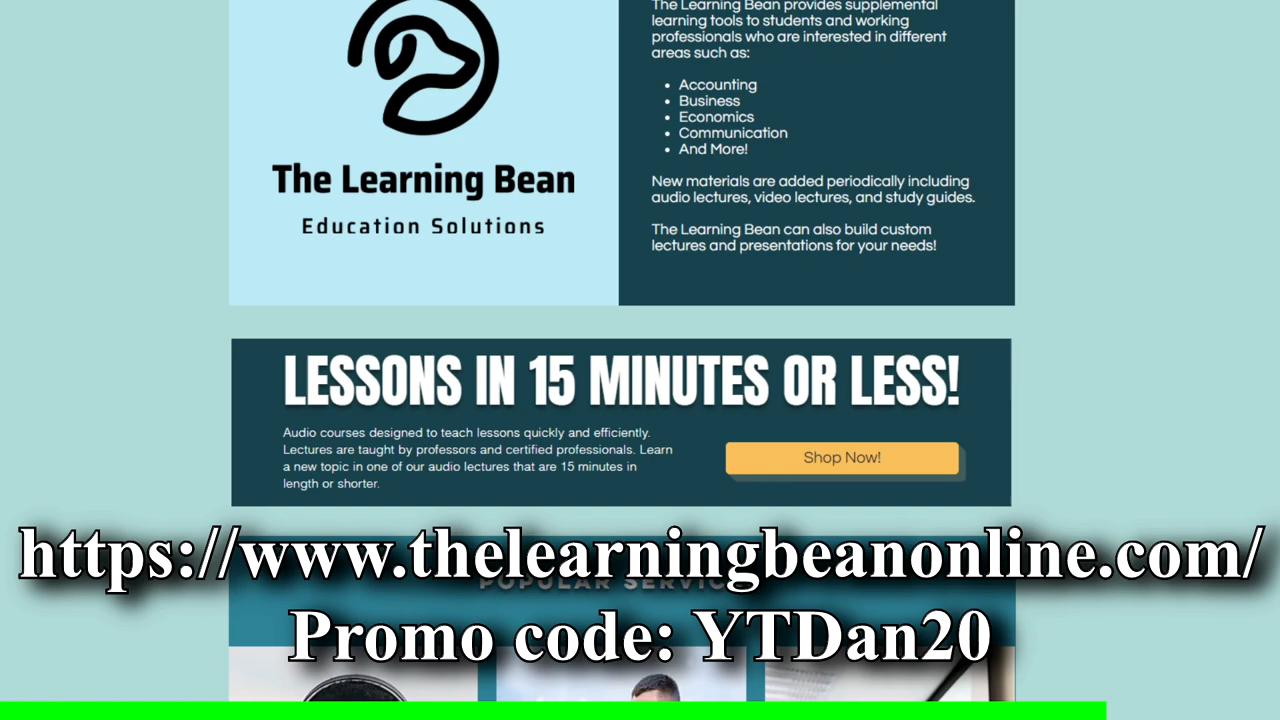 The Learning Bean provides supplemental
learning tools to students and working
professionals who are interested in different
areas such as:
• Accounting
• Business
• Economics
• Communication
• And More!
New materials are added periodically including
audio lectures, video lectures, and study guides.
The Learning Bean can also build custom
lectures and presentations for your needs!
The Learning Bean
Education Solutions
LESSONS IN 15 MINUTES OR LESS!
Audio courses designed to teach lessons quickly and efficiently.
Lectures are taught by professors and certified professionals. Learn
a new topic in one of our audio lectures that are 15 minutes in
length or shorter.
Shop Now!
https://www.thelearningbeanonline.com/
POPULAR
Promo code: YTDan20